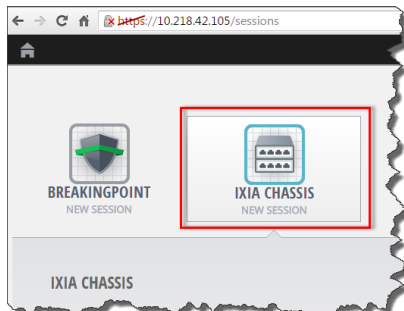 https://10.218.42.105/sessions
BREAKINGPOINT
NEW SESSION
IXIA CHASSIS
NEW SESSION
IXIA CHASSIS